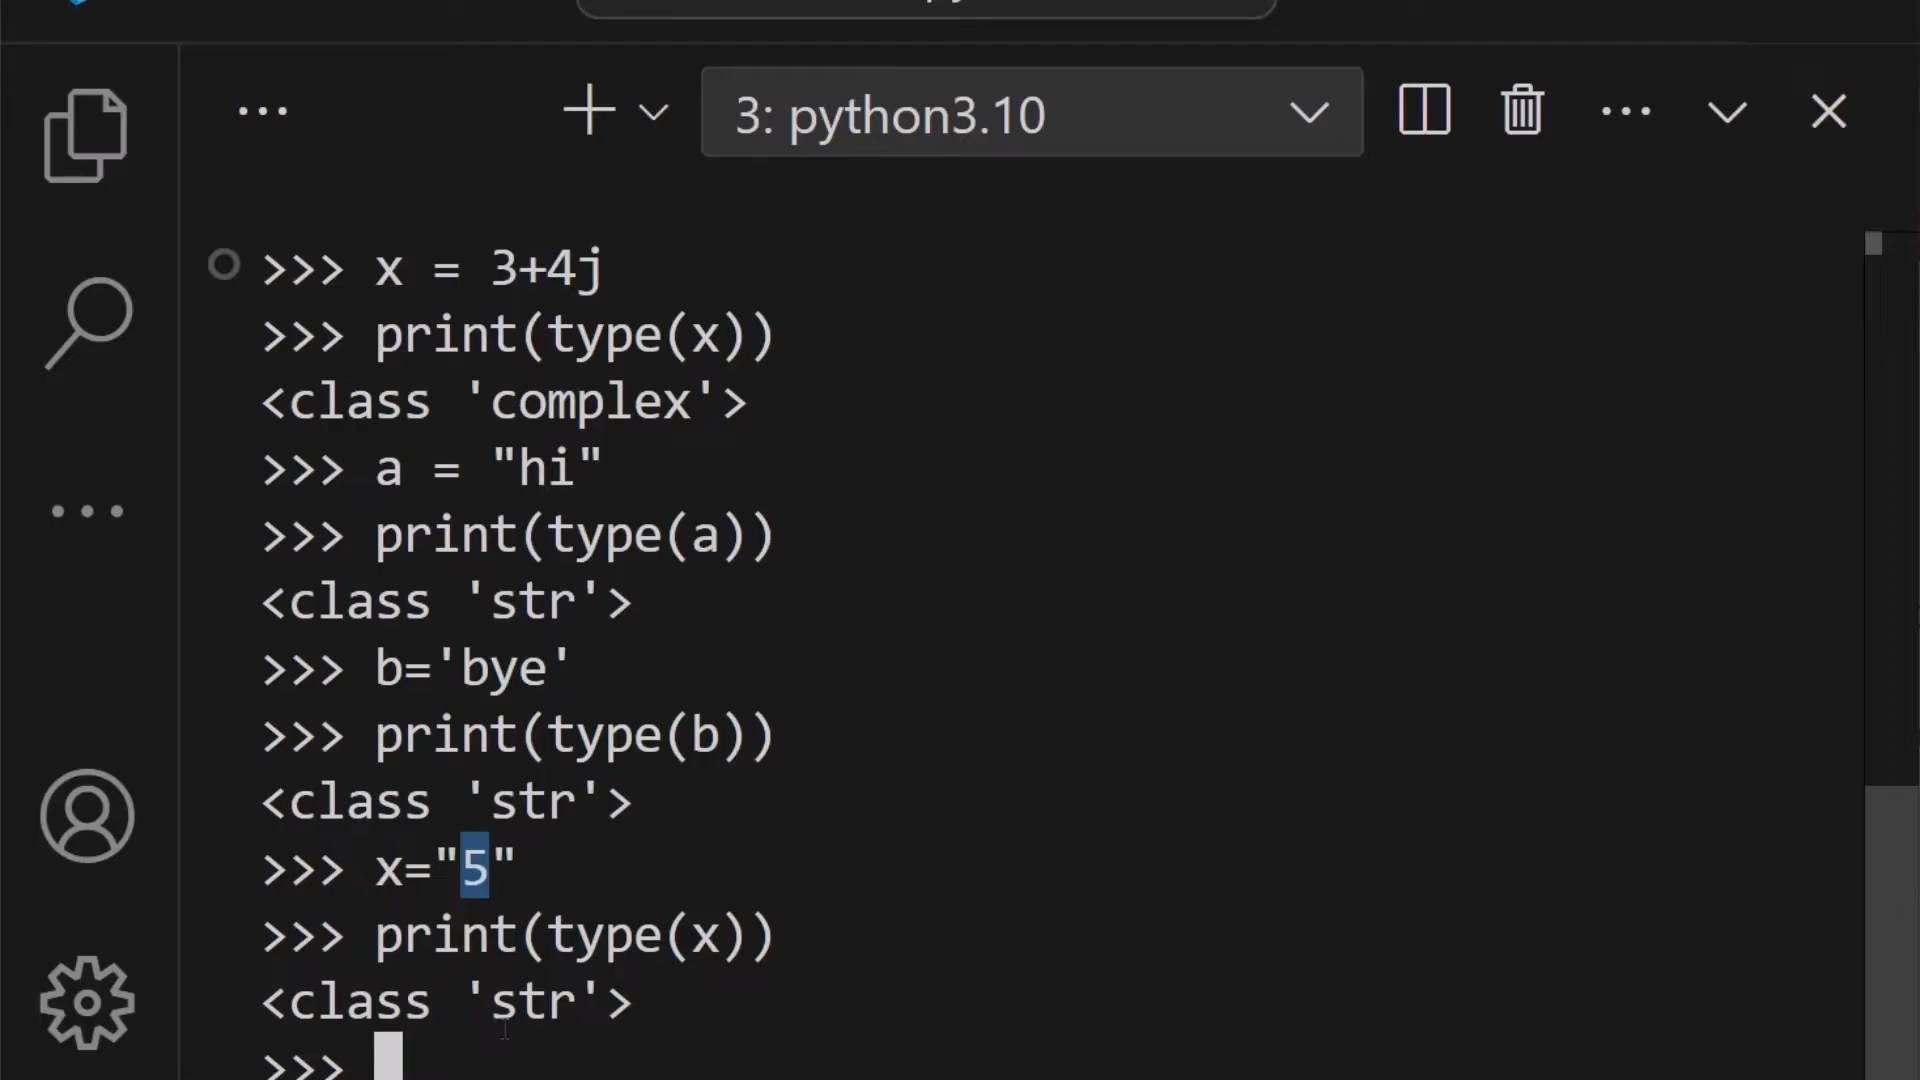 3: python3.10
>>> x = 3+4j
>>> print(type(x))
<class 'complex'>
>>> a = "hi"
>>> print(type(a))
<class 'str'>
>>> b='bye'
>>> print(type(b))
<class 'str'>
>>> x="5"
>>> print(type(x))
<class 'str'>
>>>